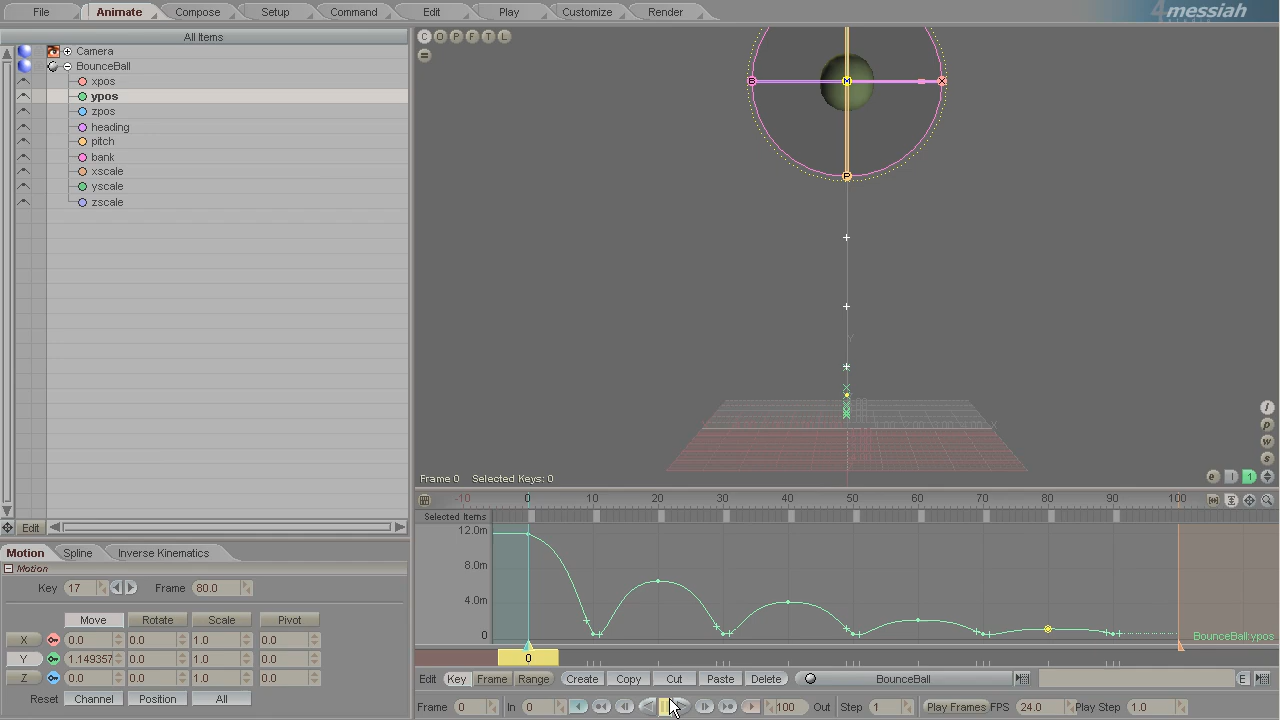 File Animate Compose Setup Command Edit Play Customize Render 4messiah
All Items
C O P F T L
Camera
BounceBall
xpos
ypos
zpos
heading
pitch
bank
xscale
yscale
zscale
B M X
P
Y
X
Frame 0 Selected Keys: 0
-10 0 10 20 30 40 50 60 70 80 90 100
Selected Items
12.0m
8.0m
4.0m
0
BounceBall:ypos
0
Edit
Motion Spline Inverse Kinematics
Motion
Key 17 Frame 80.0
Move Rotate Scale Pivot
X 0.0 0.0 1.0 0.0
Y 1.149357 0.0 1.0 0.0
Z 0.0 0.0 1.0 0.0
Reset Channel Position All
Edit Key Frame Range Create Copy Cut Paste Delete BounceBall E
Frame 0 In 0 100 Out Step 1 Play Frames FPS 24.0 Play Step 1.0